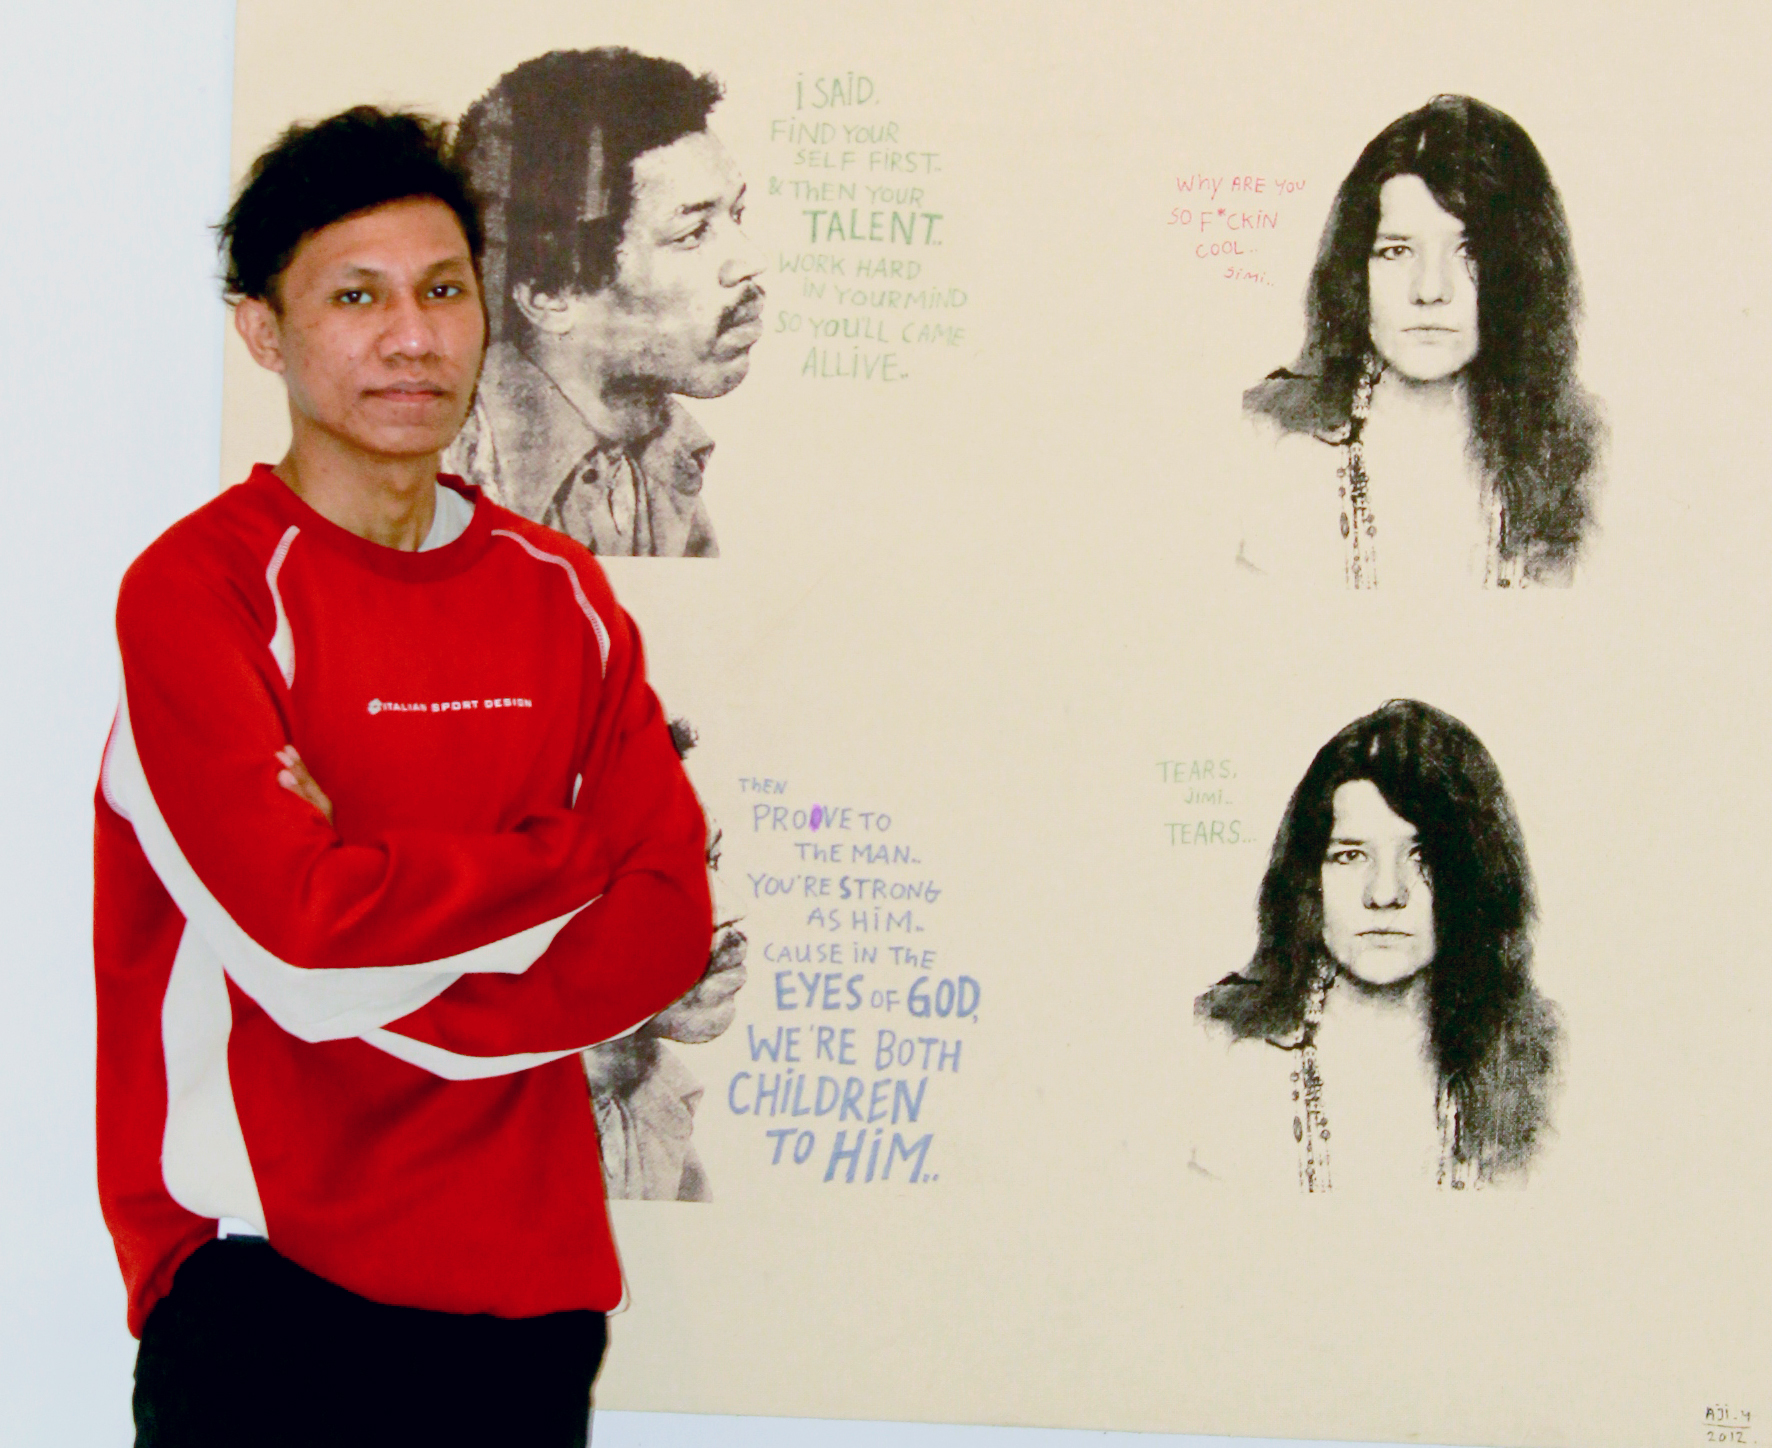 i SAiD.
FiND YOUR
SELF FiRST..
& THEN YOUR
TALENT..
WORK HARD
iN YOURMiND
SO YOU'LL CAME
ALLiVE..
Why ARE YOU
SO F*CKiN
COOL..
SiMi..
ITALIAN SPORT DESIGN
ThEN
PROOVE TO
ThE MAN..
YOU'RE STRONG
AS HiM..
CAUSE iN ThE
EYES OF GOD,
WE'RE BOTH
CHiLDREN
TO HiM..
TEARS,
JiMi..
TEARS...
AJi.Y
2012.